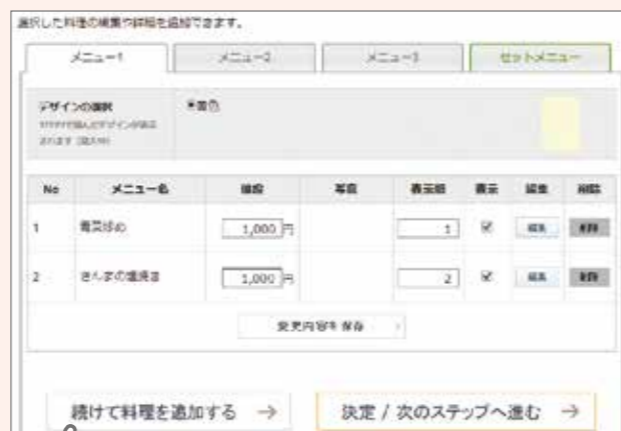 選択した料理の編集や詳細を追加できます。
メニュー1 メニュー2 メニュー3 セットメニュー
デザインの選択 黄色
No メニュー名 値段 写真 表示順 表示 編集 削除
1 1,000 円 1 編集 削除
2 さんまの塩焼き 1,000 円 2 編集 削除
変更内容を保存
続けて料理を追加する → 決定 / 次のステップへ進む →